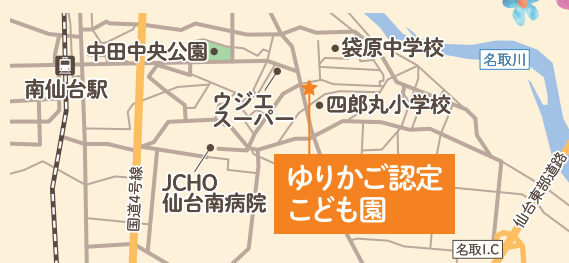 中田中央公園
袋原中学校
名取川
南仙台駅
ウジエ
スーパー
四郎丸小学校
JCHO
仙台南病院
国道4号線
ゆりかご認定
こども園
仙台東部道路
名取I.C